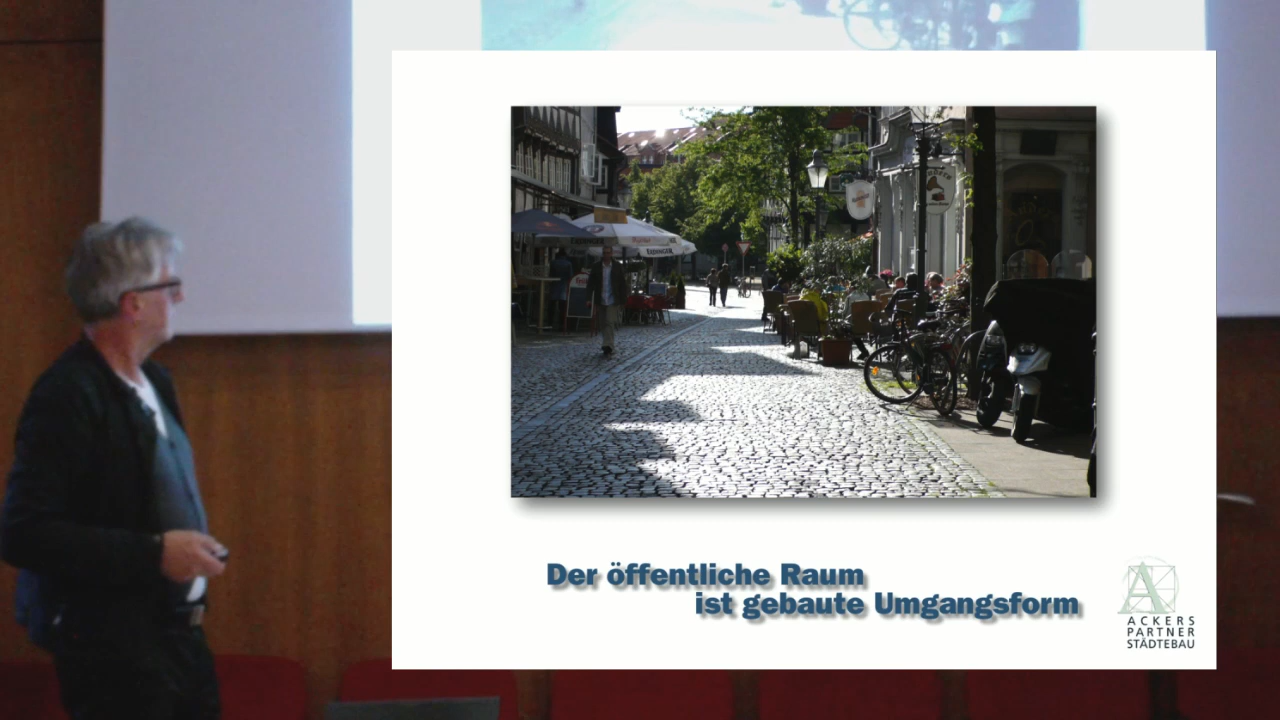 Der öffentliche Raum
ist gebaute Umgangsform
ACKERS
PARTNER
STÄDTEBAU